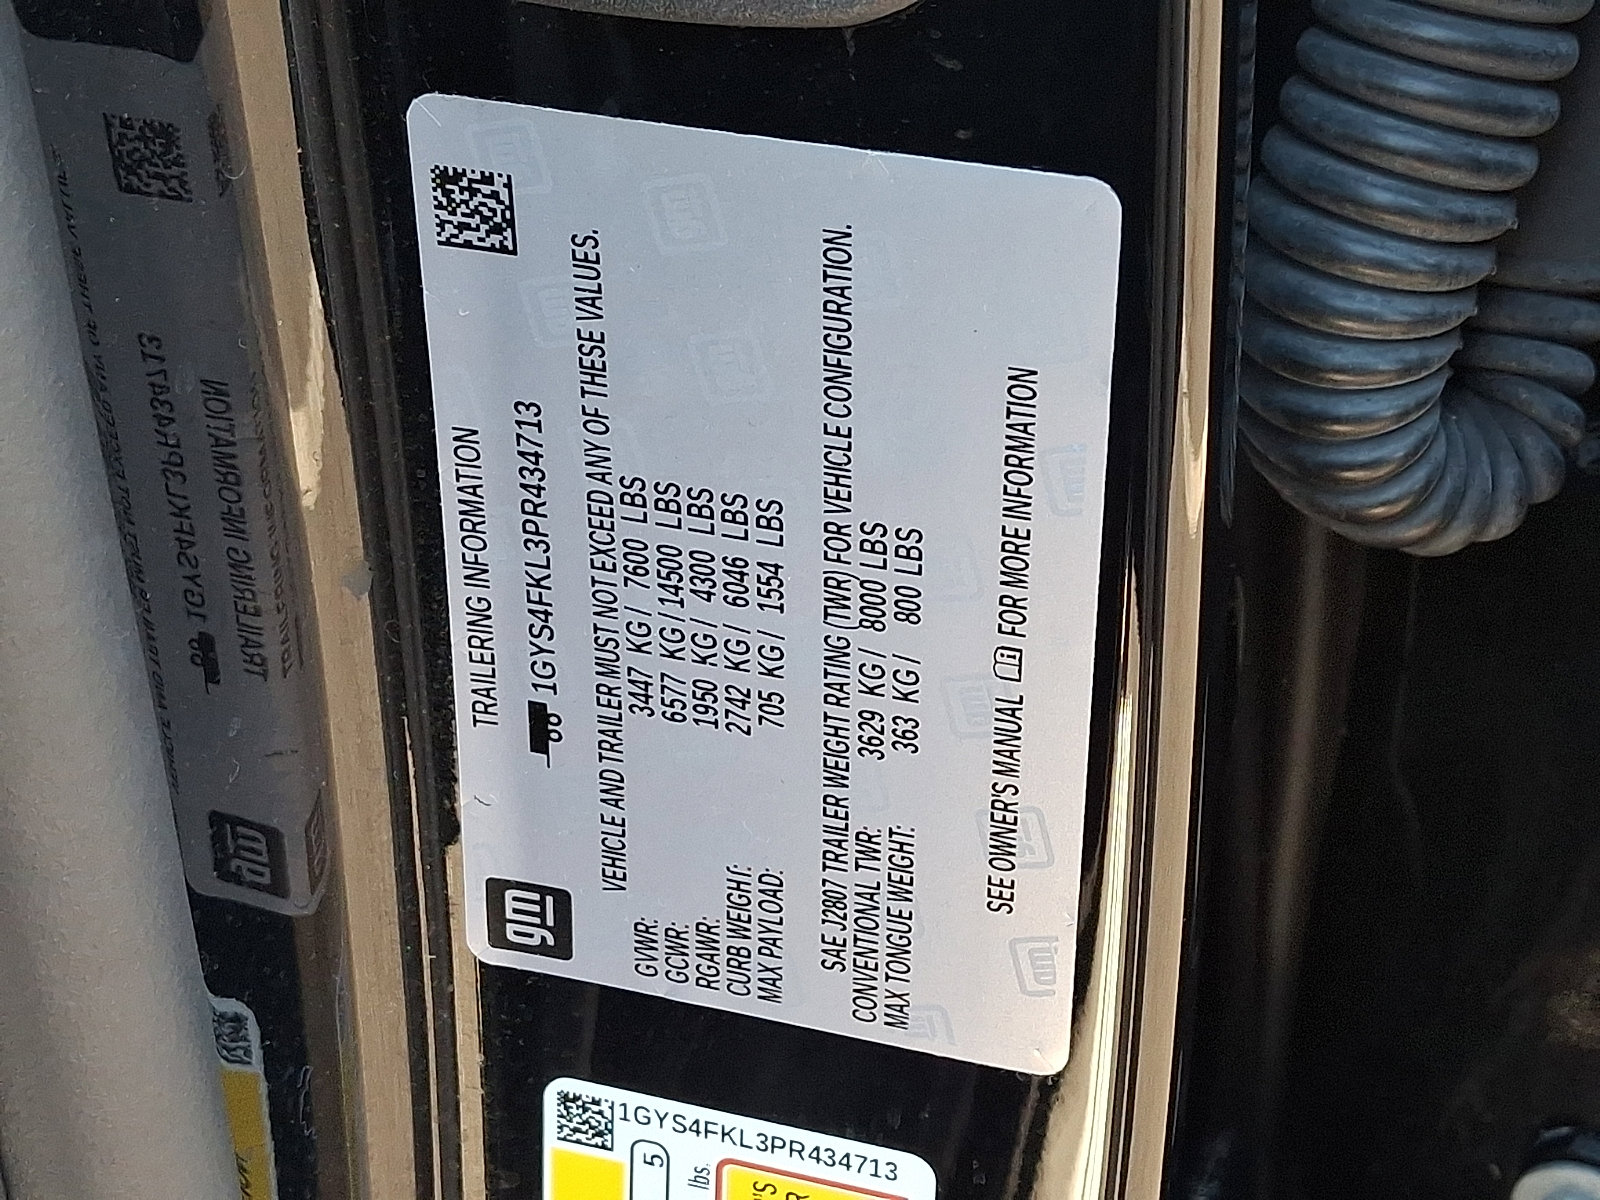 gm
TRAILERING INFORMATION
1GYS4FKL3PR434713
VEHICLE AND TRAILER MUST NOT EXCEED ANY OF THESE VALUES.
GVWR: 3447 KG / 7600 LBS
GCWR: 6577 KG / 14500 LBS
RGAWR: 1950 KG / 4300 LBS
CURB WEIGHT: 2742 KG / 6046 LBS
MAX PAYLOAD: 705 KG / 1554 LBS
SAE J2807 TRAILER WEIGHT RATING (TWR) FOR VEHICLE CONFIGURATION.
CONVENTIONAL TWR: 3629 KG / 8000 LBS
MAX TONGUE WEIGHT: 363 KG / 800 LBS
SEE OWNER'S MANUAL FOR MORE INFORMATION
1GYS4FKL3PR434713
5
lbs.